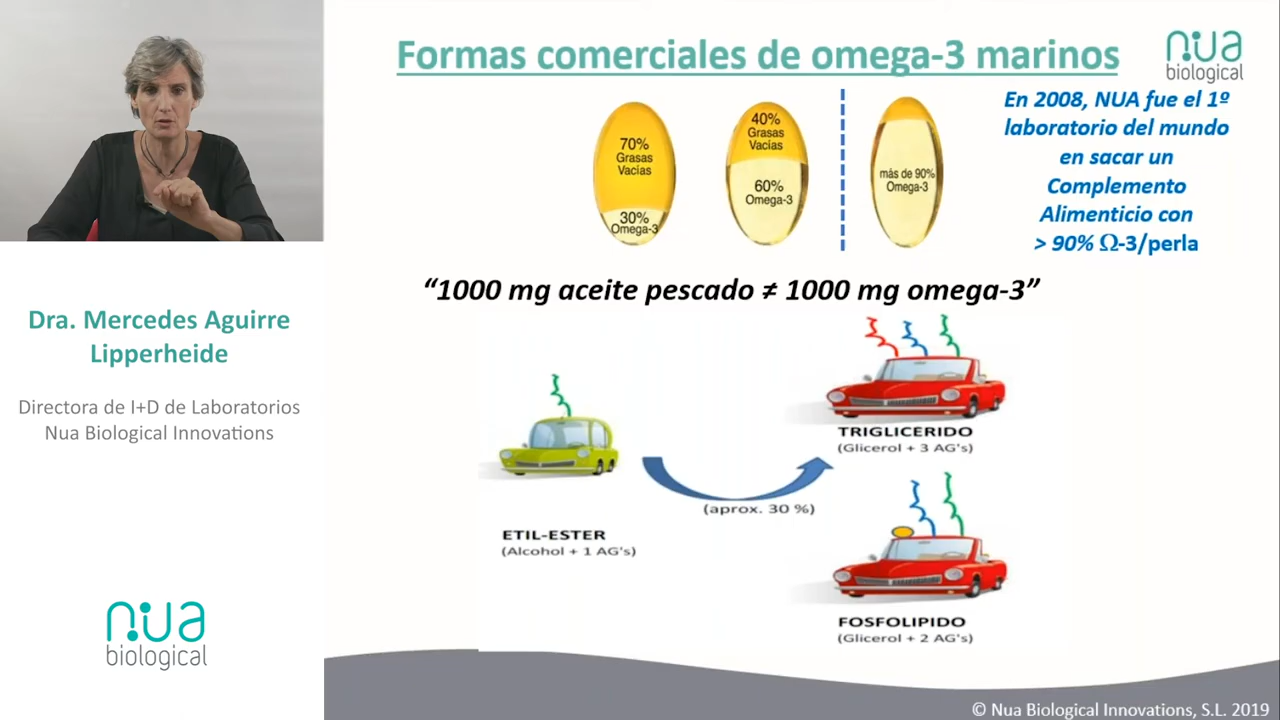 Formas comerciales de omega-3 marinos
nua
biological
En 2008, NUA fue el 1º
laboratorio del mundo
en sacar un
Complemento
Alimenticio con
> 90% Ω-3/perla
70%
Grasas
Vacías
30%
Omega-3
40%
Grasas
Vacías
60%
Omega-3
más de 90%
Omega-3
“1000 mg aceite pescado ≠ 1000 mg omega-3”
Dra. Mercedes Aguirre
Lipperheide
Directora de I+D de Laboratorios
Nua Biological Innovations
nua
biological
ETIL-ESTER
(Alcohol + 1 AG's)
(aprox. 30 %)
TRIGLICERIDO
(Glicerol + 3 AG's)
FOSFOLIPIDO
(Glicerol + 2 AG's)
© Nua Biological Innovations, S.L. 2019